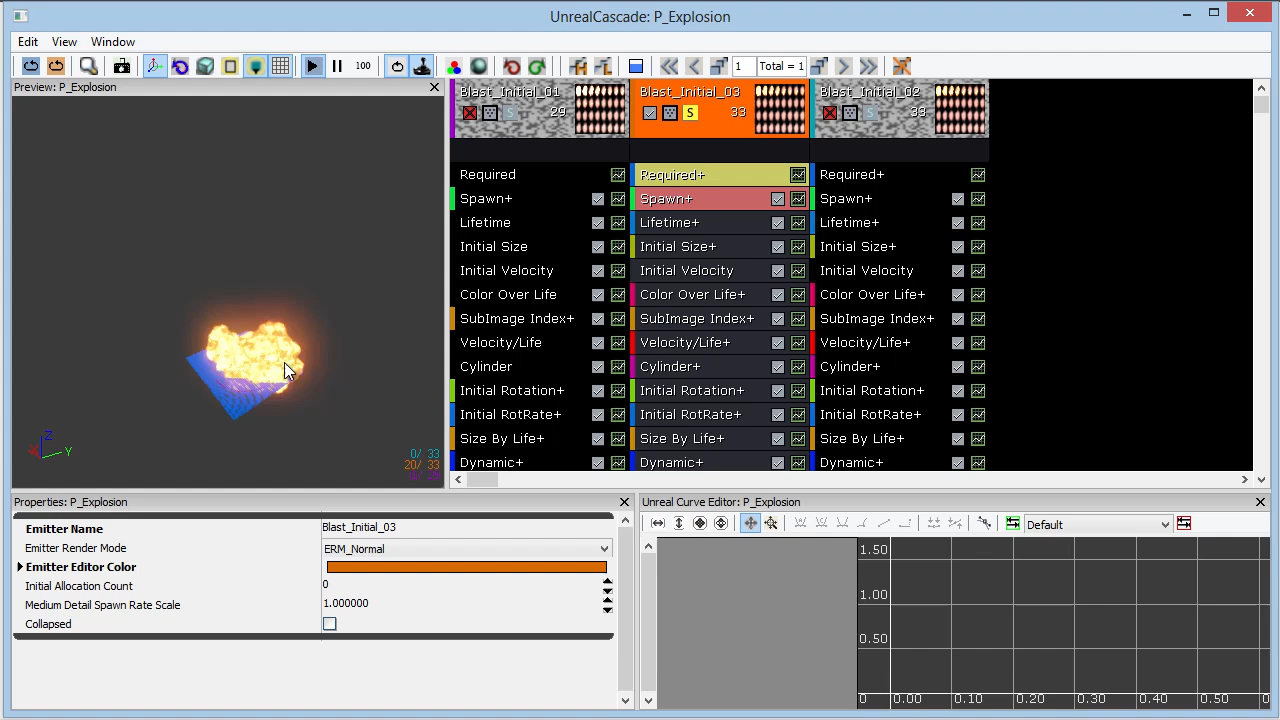 UnrealCascade: P_Explosion
Edit View Window
100
1 Total = 1
Preview: P_Explosion
Blast_Initial_01
S 29
Blast_Initial_03
S 33
Blast_Initial_02
S 33
Required Required+ Required+
Spawn+ Spawn+ Spawn+
Lifetime Lifetime+ Lifetime+
Initial Size Initial Size+ Initial Size+
Initial Velocity Initial Velocity Initial Velocity
Color Over Life Color Over Life+ Color Over Life+
SubImage Index+ SubImage Index+ SubImage Index+
Velocity/Life Velocity/Life+ Velocity/Life+
Cylinder Cylinder+ Cylinder+
Initial Rotation+ Initial Rotation+ Initial Rotation+
Initial RotRate+ Initial RotRate+ Initial RotRate+
Size By Life+ Size By Life+ Size By Life+
Dynamic+ Dynamic+ Dynamic+
Z
X Y
0/ 33
20/ 33
Properties: P_Explosion
Emitter Name Blast_Initial_03
Emitter Render Mode ERM_Normal
Emitter Editor Color
Initial Allocation Count 0
Medium Detail Spawn Rate Scale 1.000000
Collapsed
Unreal Curve Editor: P_Explosion
Default
1.50
1.00
0.50
0 0.00 0.10 0.20 0.30 0.40 0.50